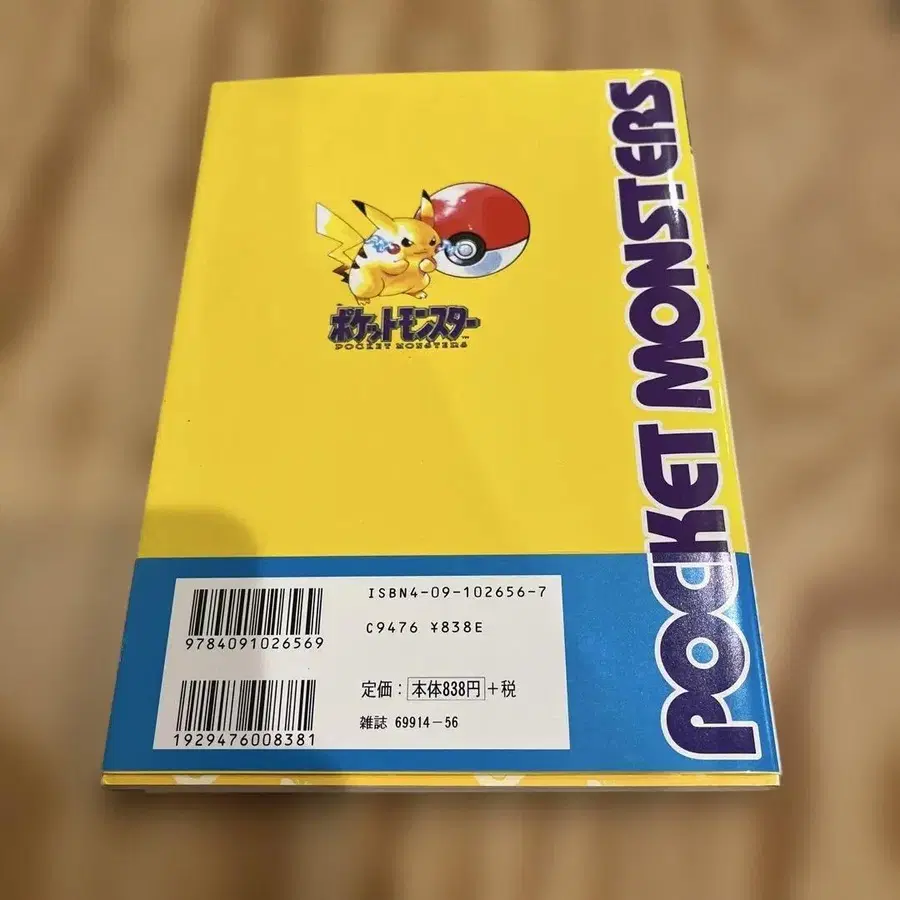 POCKET MONSTERS
ポケットモンスター
POCKET MONSTERS
ISBN4-09-102656-7
C9476 ¥838E
9784091026569
定価：本体838円+税
雑誌 69914-56
1929476008381